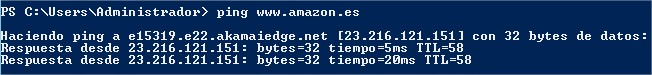 PS C:\Users\Administrador> ping www.amazon.es
Haciendo ping a e15319.e22.akamaiedge.net [23.216.121.151] con 32 bytes de datos:
Respuesta desde 23.216.121.151: bytes=32 tiempo=5ms TTL=58
Respuesta desde 23.216.121.151: bytes=32 tiempo=20ms TTL=58